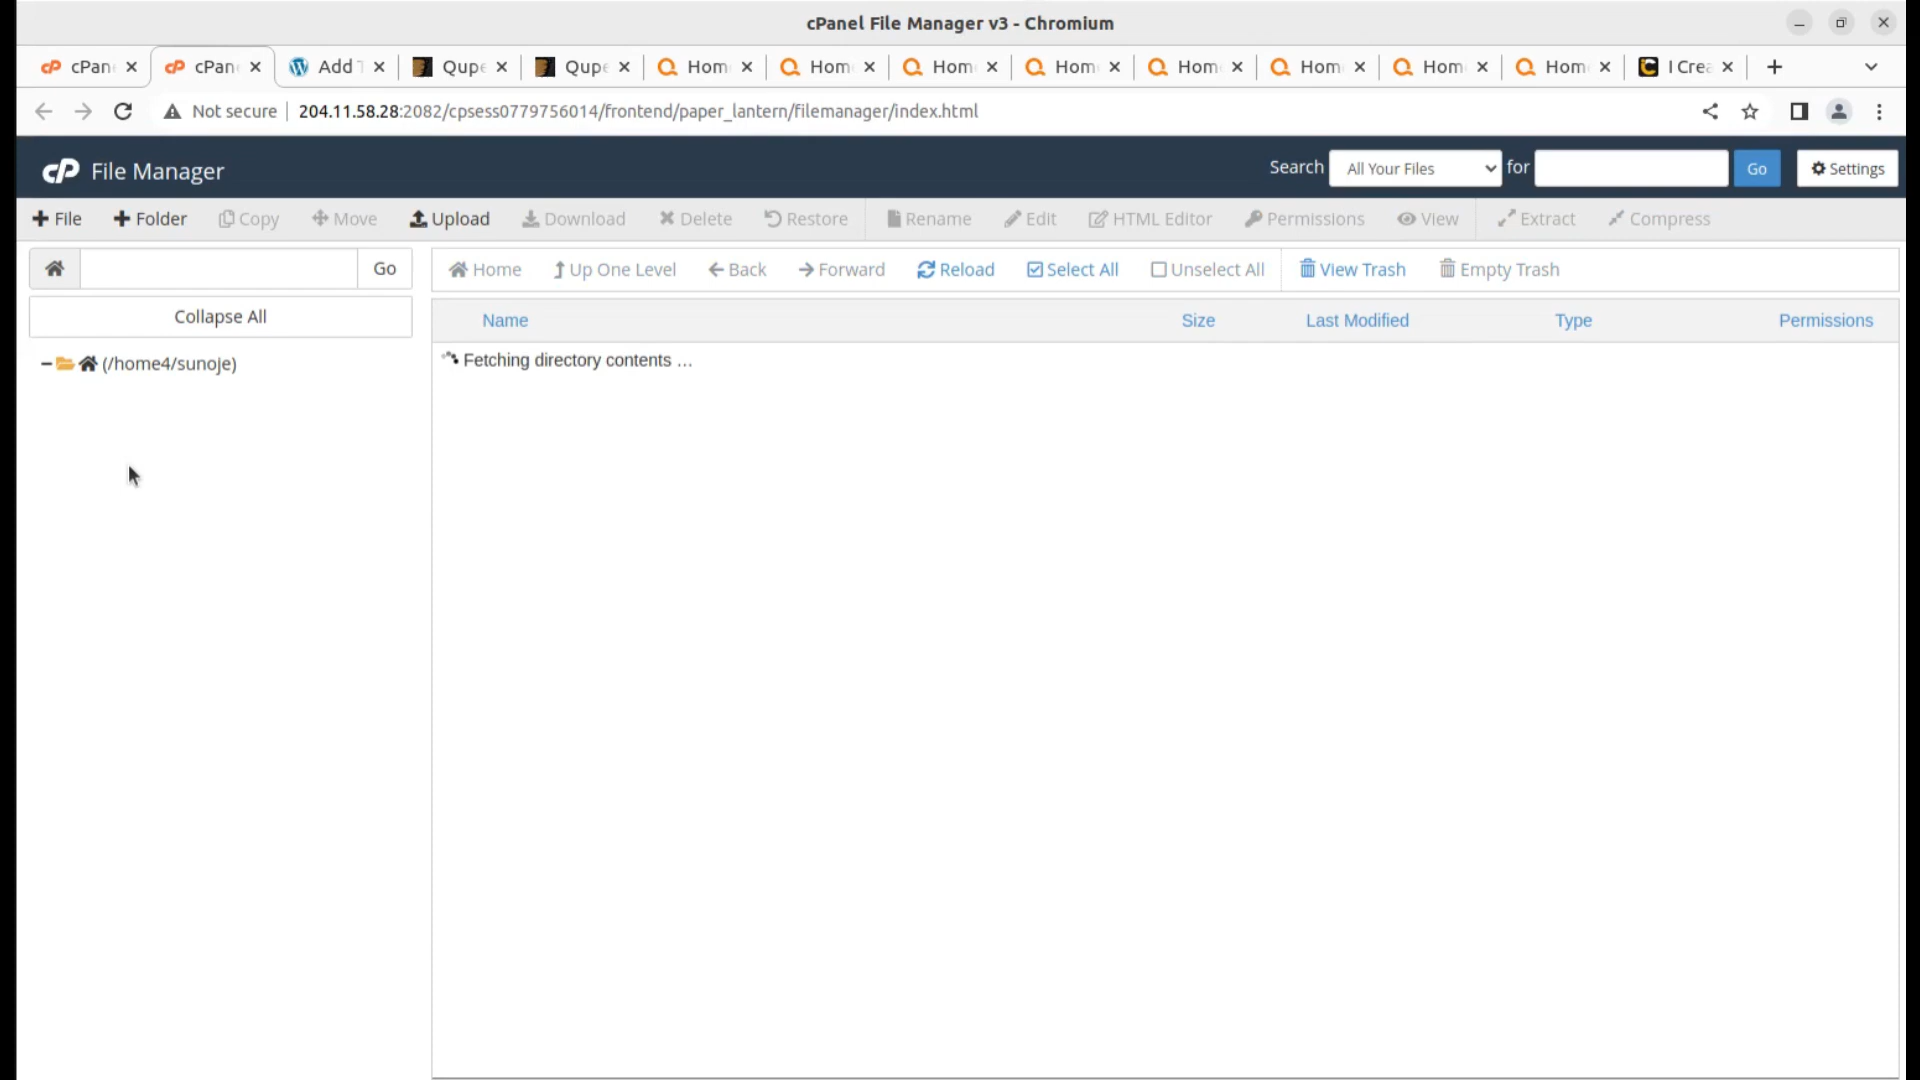 cPanel File Manager v3 - Chromium
cPan
cPan
Add T
Qupe
Qupe
Hom
Hom
Hom
Hom
Hom
Hom
Hom
Hom
I Crea
Not secure
204.11.58.28:2082/cpsess0779756014/frontend/paper_lantern/filemanager/index.html
cP File Manager
Search All Your Files for Go Settings
File Folder Copy Move Upload Download Delete Restore Rename Edit HTML Editor Permissions View Extract Compress
Go
Home Up One Level Back Forward Reload Select All Unselect All View Trash Empty Trash
Collapse All
Name Size Last Modified Type Permissions
(/home4/sunoje)
Fetching directory contents ...